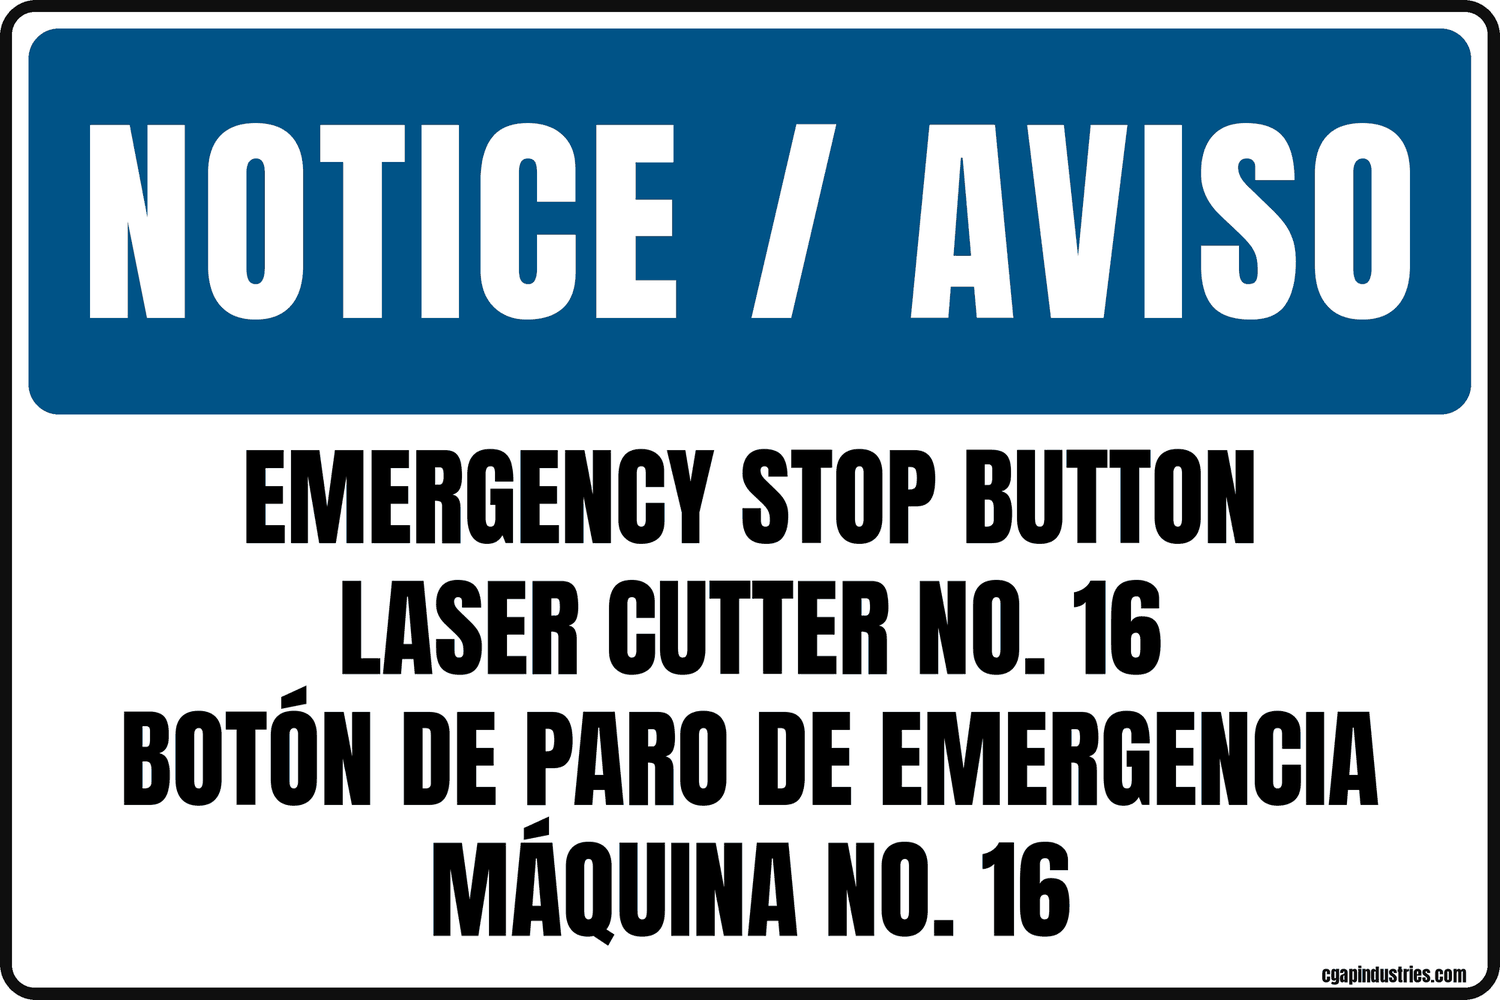 NOTICE / AVISO
EMERGENCY STOP BUTTON
LASER CUTTER NO. 16
BOTÓN DE PARO DE EMERGENCIA
MÁQUINA NO. 16
cgapindustries.com